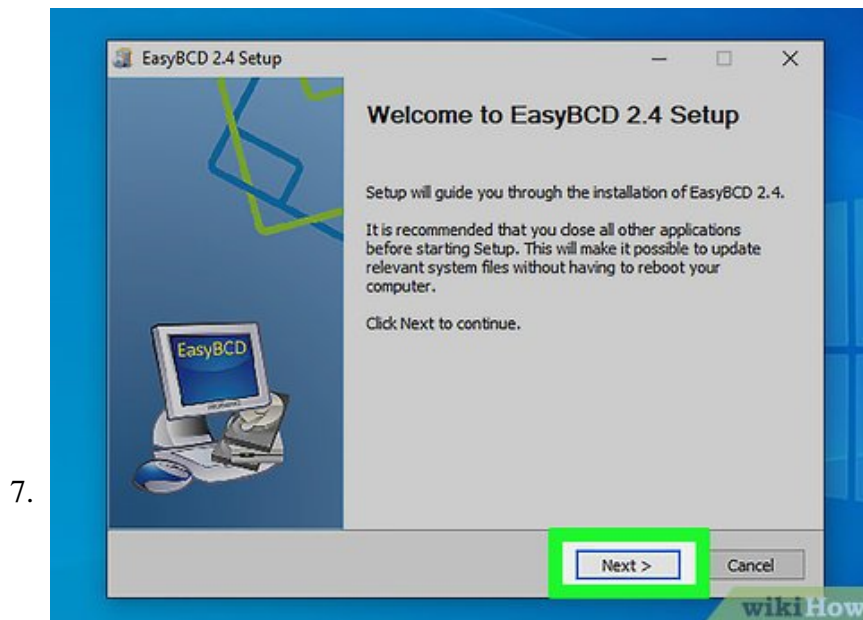 EasyBCD 2.4 Setup
Welcome to EasyBCD 2.4 Setup
Setup will guide you through the installation of EasyBCD 2.4.
It is recommended that you close all other applications
before starting Setup. This will make it possible to update
relevant system files without having to reboot your
computer.
Click Next to continue.
EasyBCD
7.
Next >
Cancel
wikiHow